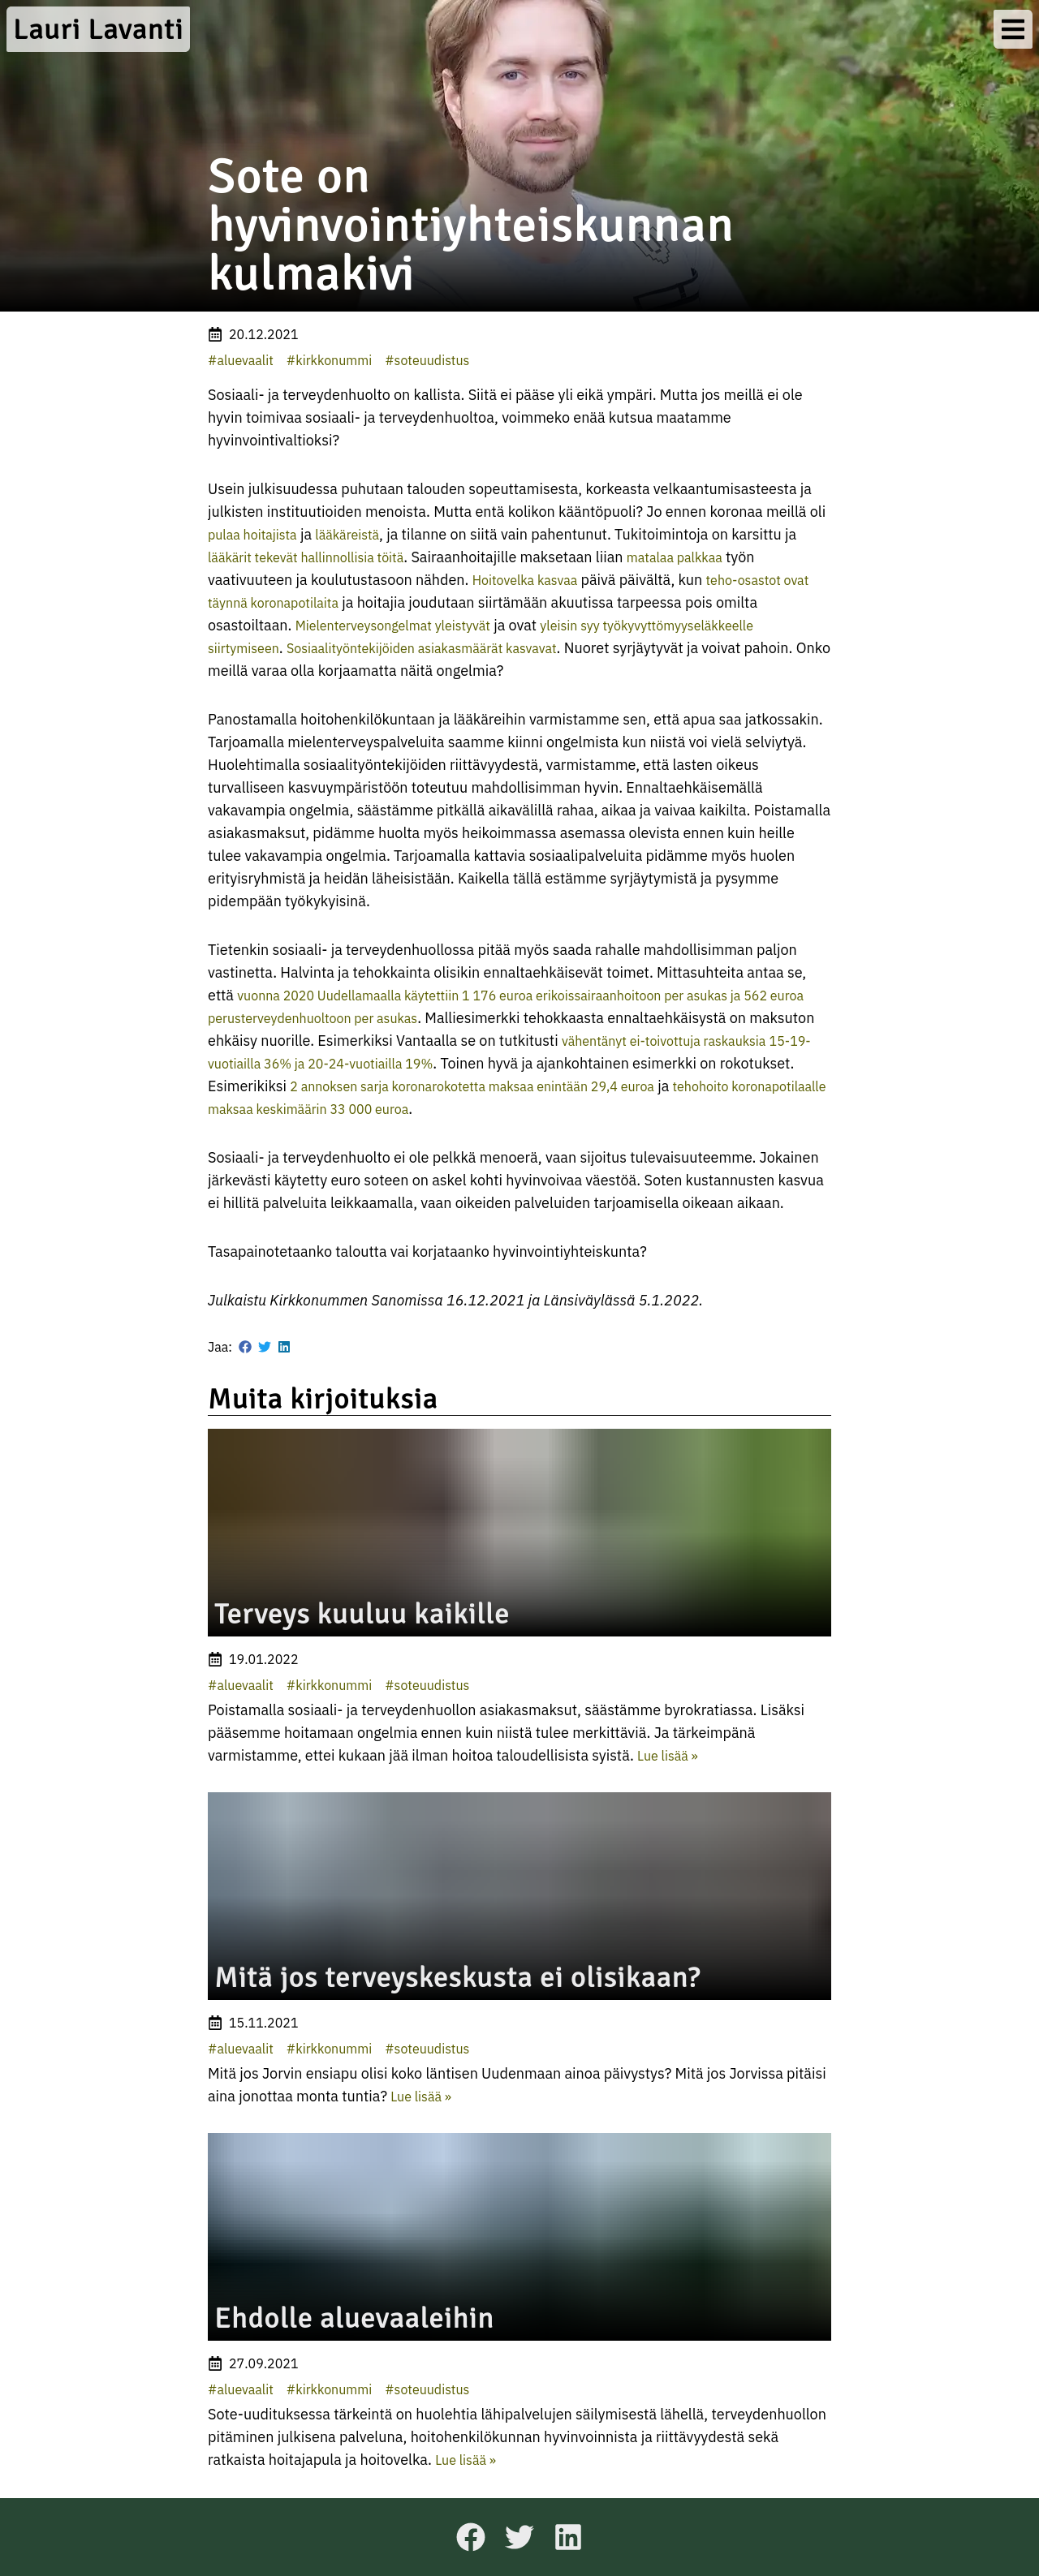 Lauri Lavanti
Sote on
hyvinvointiyhteiskunnan
kulmakivi
20.12.2021
#aluevaalit #kirkkonummi #soteuudistus
Sosiaali- ja terveydenhuolto on kallista. Siitä ei pääse yli eikä ympäri. Mutta jos meillä ei ole
hyvin toimivaa sosiaali- ja terveydenhuoltoa, voimmeko enää kutsua maatamme
hyvinvointivaltioksi?
Usein julkisuudessa puhutaan talouden sopeuttamisesta, korkeasta velkaantumisasteesta ja
julkisten instituutioiden menoista. Mutta entä kolikon kääntöpuoli? Jo ennen koronaa meillä oli
pulaa hoitajista ja lääkäreistä, ja tilanne on siitä vain pahentunut. Tukitoimintoja on karsittu ja
lääkärit tekevät hallinnollisia töitä. Sairaanhoitajille maksetaan liian matalaa palkkaa työn
vaativuuteen ja koulutustasoon nähden. Hoitovelka kasvaa päivä päivältä, kun teho-osastot ovat
täynnä koronapotilaita ja hoitajia joudutaan siirtämään akuutissa tarpeessa pois omilta
osastoiltaan. Mielenterveysongelmat yleistyvät ja ovat yleisin syy työkyvyttömyyseläkkeelle
siirtymiseen. Sosiaalityöntekijöiden asiakasmäärät kasvavat. Nuoret syrjäytyvät ja voivat pahoin. Onko
meillä varaa olla korjaamatta näitä ongelmia?
Panostamalla hoitohenkilökuntaan ja lääkäreihin varmistamme sen, että apua saa jatkossakin.
Tarjoamalla mielenterveyspalveluita saamme kiinni ongelmista kun niistä voi vielä selviytyä.
Huolehtimalla sosiaalityöntekijöiden riittävyydestä, varmistamme, että lasten oikeus
turvalliseen kasvuympäristöön toteutuu mahdollisimman hyvin. Ennaltaehkäisemällä
vakavampia ongelmia, säästämme pitkällä aikavälillä rahaa, aikaa ja vaivaa kaikilta. Poistamalla
asiakasmaksut, pidämme huolta myös heikoimmassa asemassa olevista ennen kuin heille
tulee vakavampia ongelmia. Tarjoamalla kattavia sosiaalipalveluita pidämme myös huolen
erityisryhmistä ja heidän läheisistään. Kaikella tällä estämme syrjäytymistä ja pysymme
pidempään työkykyisinä.
Tietenkin sosiaali- ja terveydenhuollossa pitää myös saada rahalle mahdollisimman paljon
vastinetta. Halvinta ja tehokkainta olisikin ennaltaehkäisevät toimet. Mittasuhteita antaa se,
että vuonna 2020 Uudellamaalla käytettiin 1 176 euroa erikoissairaanhoitoon per asukas ja 562 euroa
perusterveydenhuoltoon per asukas. Malliesimerkki tehokkaasta ennaltaehkäisystä on maksuton
ehkäisy nuorille. Esimerkiksi Vantaalla se on tutkitusti vähentänyt ei-toivottuja raskauksia 15-19-
vuotiailla 36% ja 20-24-vuotiailla 19%. Toinen hyvä ja ajankohtainen esimerkki on rokotukset.
Esimerikiksi 2 annoksen sarja koronarokotetta maksaa enintään 29,4 euroa ja tehohoito koronapotilaalle
maksaa keskimäärin 33 000 euroa.
Sosiaali- ja terveydenhuolto ei ole pelkkä menoerä, vaan sijoitus tulevaisuuteemme. Jokainen
järkevästi käytetty euro soteen on askel kohti hyvinvoivaa väestöä. Soten kustannusten kasvua
ei hillitä palveluita leikkaamalla, vaan oikeiden palveluiden tarjoamisella oikeaan aikaan.
Tasapainotetaanko taloutta vai korjataanko hyvinvointiyhteiskunta?
Julkaistu Kirkkonummen Sanomissa 16.12.2021 ja Länsiväylässä 5.1.2022.
Jaa:
Muita kirjoituksia
Terveys kuuluu kaikille
19.01.2022
#aluevaalit #kirkkonummi #soteuudistus
Poistamalla sosiaali- ja terveydenhuollon asiakasmaksut, säästämme byrokratiassa. Lisäksi
pääsemme hoitamaan ongelmia ennen kuin niistä tulee merkittäviä. Ja tärkeimpänä
varmistamme, ettei kukaan jää ilman hoitoa taloudellisista syistä. Lue lisää »
Mitä jos terveyskeskusta ei olisikaan?
15.11.2021
#aluevaalit #kirkkonummi #soteuudistus
Mitä jos Jorvin ensiapu olisi koko läntisen Uudenmaan ainoa päivystys? Mitä jos Jorvissa pitäisi
aina jonottaa monta tuntia? Lue lisää »
Ehdolle aluevaaleihin
27.09.2021
#aluevaalit #kirkkonummi #soteuudistus
Sote-uudituksessa tärkeintä on huolehtia lähipalvelujen säilymisestä lähellä, terveydenhuollon
pitäminen julkisena palveluna, hoitohenkilökunnan hyvinvoinnista ja riittävyydestä sekä
ratkaista hoitajapula ja hoitovelka. Lue lisää »